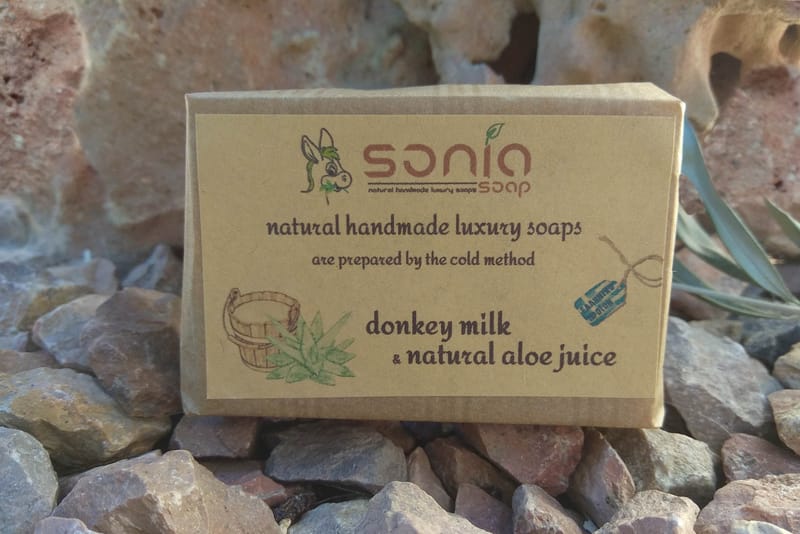 sonia
natural handmade luxury soaps
soap
natural handmade luxury soaps
are prepared by the cold method
donkey milk
& natural aloe juice